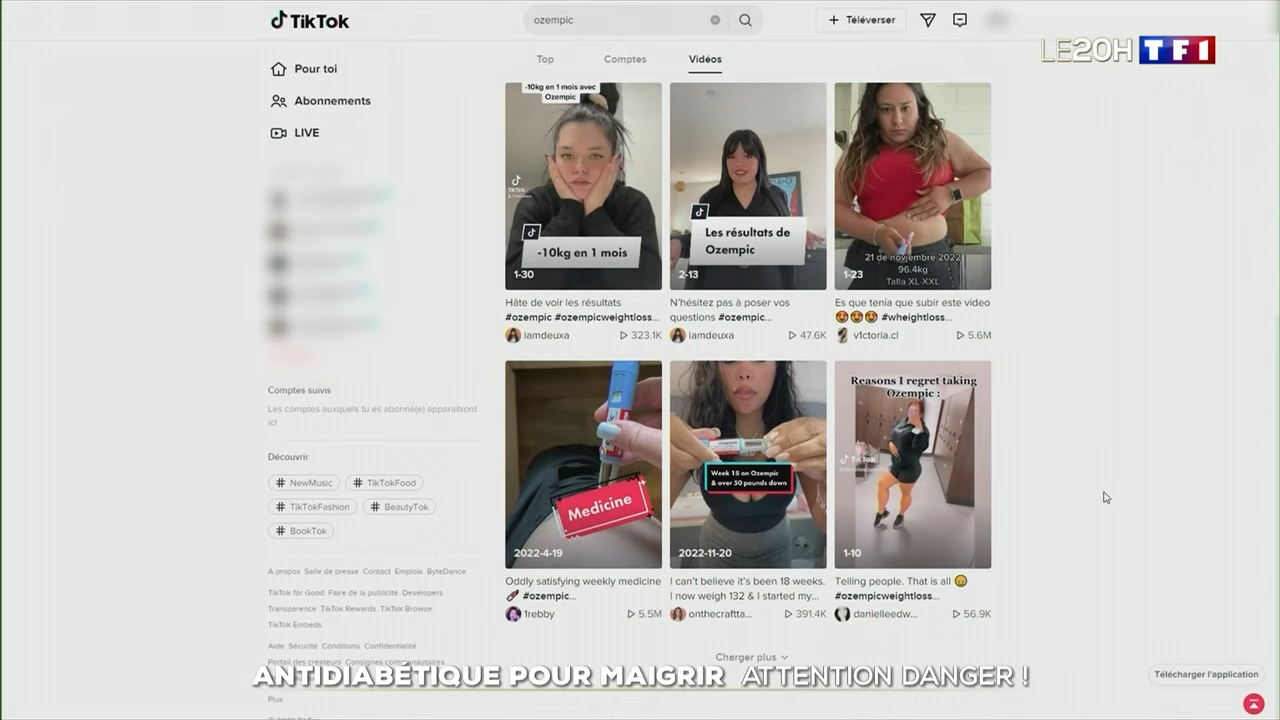 TikTok
ozempic
Téléverser
LE20H TF1
Top
Comptes
Vidéos
Pour toi
Abonnements
LIVE
-10kg en 1 mois avec
Ozempic
TikTok
-10kg en 1 mois
1-30
Les résultats de
Ozempic
2-13
21 de noviembre 2022
96.4kg
Talla XL-XXL
1-23
Hâte de voir les résultats
#ozempic #ozempicweightloss...
iamdeuxa
323.1K
N'hésitez pas à poser vos
questions #ozempic...
iamdeuxa
47.6K
Es que tenia que subir este video
#wheightloss...
v1ctoria.cl
5.6M
Comptes suivis
Les comptes auxquels tu es abonné(e) apparaîtront
ici
Découvrir
# NewMusic
# TikTokFood
# TikTokFashion
# BeautyTok
# BookTok
Medicine
2022-4-19
Week 18 on Ozempic
& over 50 pounds down
2022-11-20
Reasons I regret taking
Ozempic :
TikTok
1-10
Oddly satisfying weekly medicine
#ozempic...
1rebby
5.5M
I can't believe it's been 18 weeks.
I now weigh 132 & I started my...
onthecraftta...
391.4K
Telling people. That is all
#ozempicweightloss...
danielleedw...
56.9K
À propos Salle de presse Contact Emplois ByteDance
TikTok for Good Faire de la publicité Developers
Transparence TikTok Rewards TikTok Browse
TikTok Embeds
Aide Sécurité Conditions Confidentialité
Portail des créateurs Consignes communautaires
Charger plus
ANTIDIABÉTIQUE POUR MAIGRIR ATTENTION DANGER !
Télécharger l'application
Plus